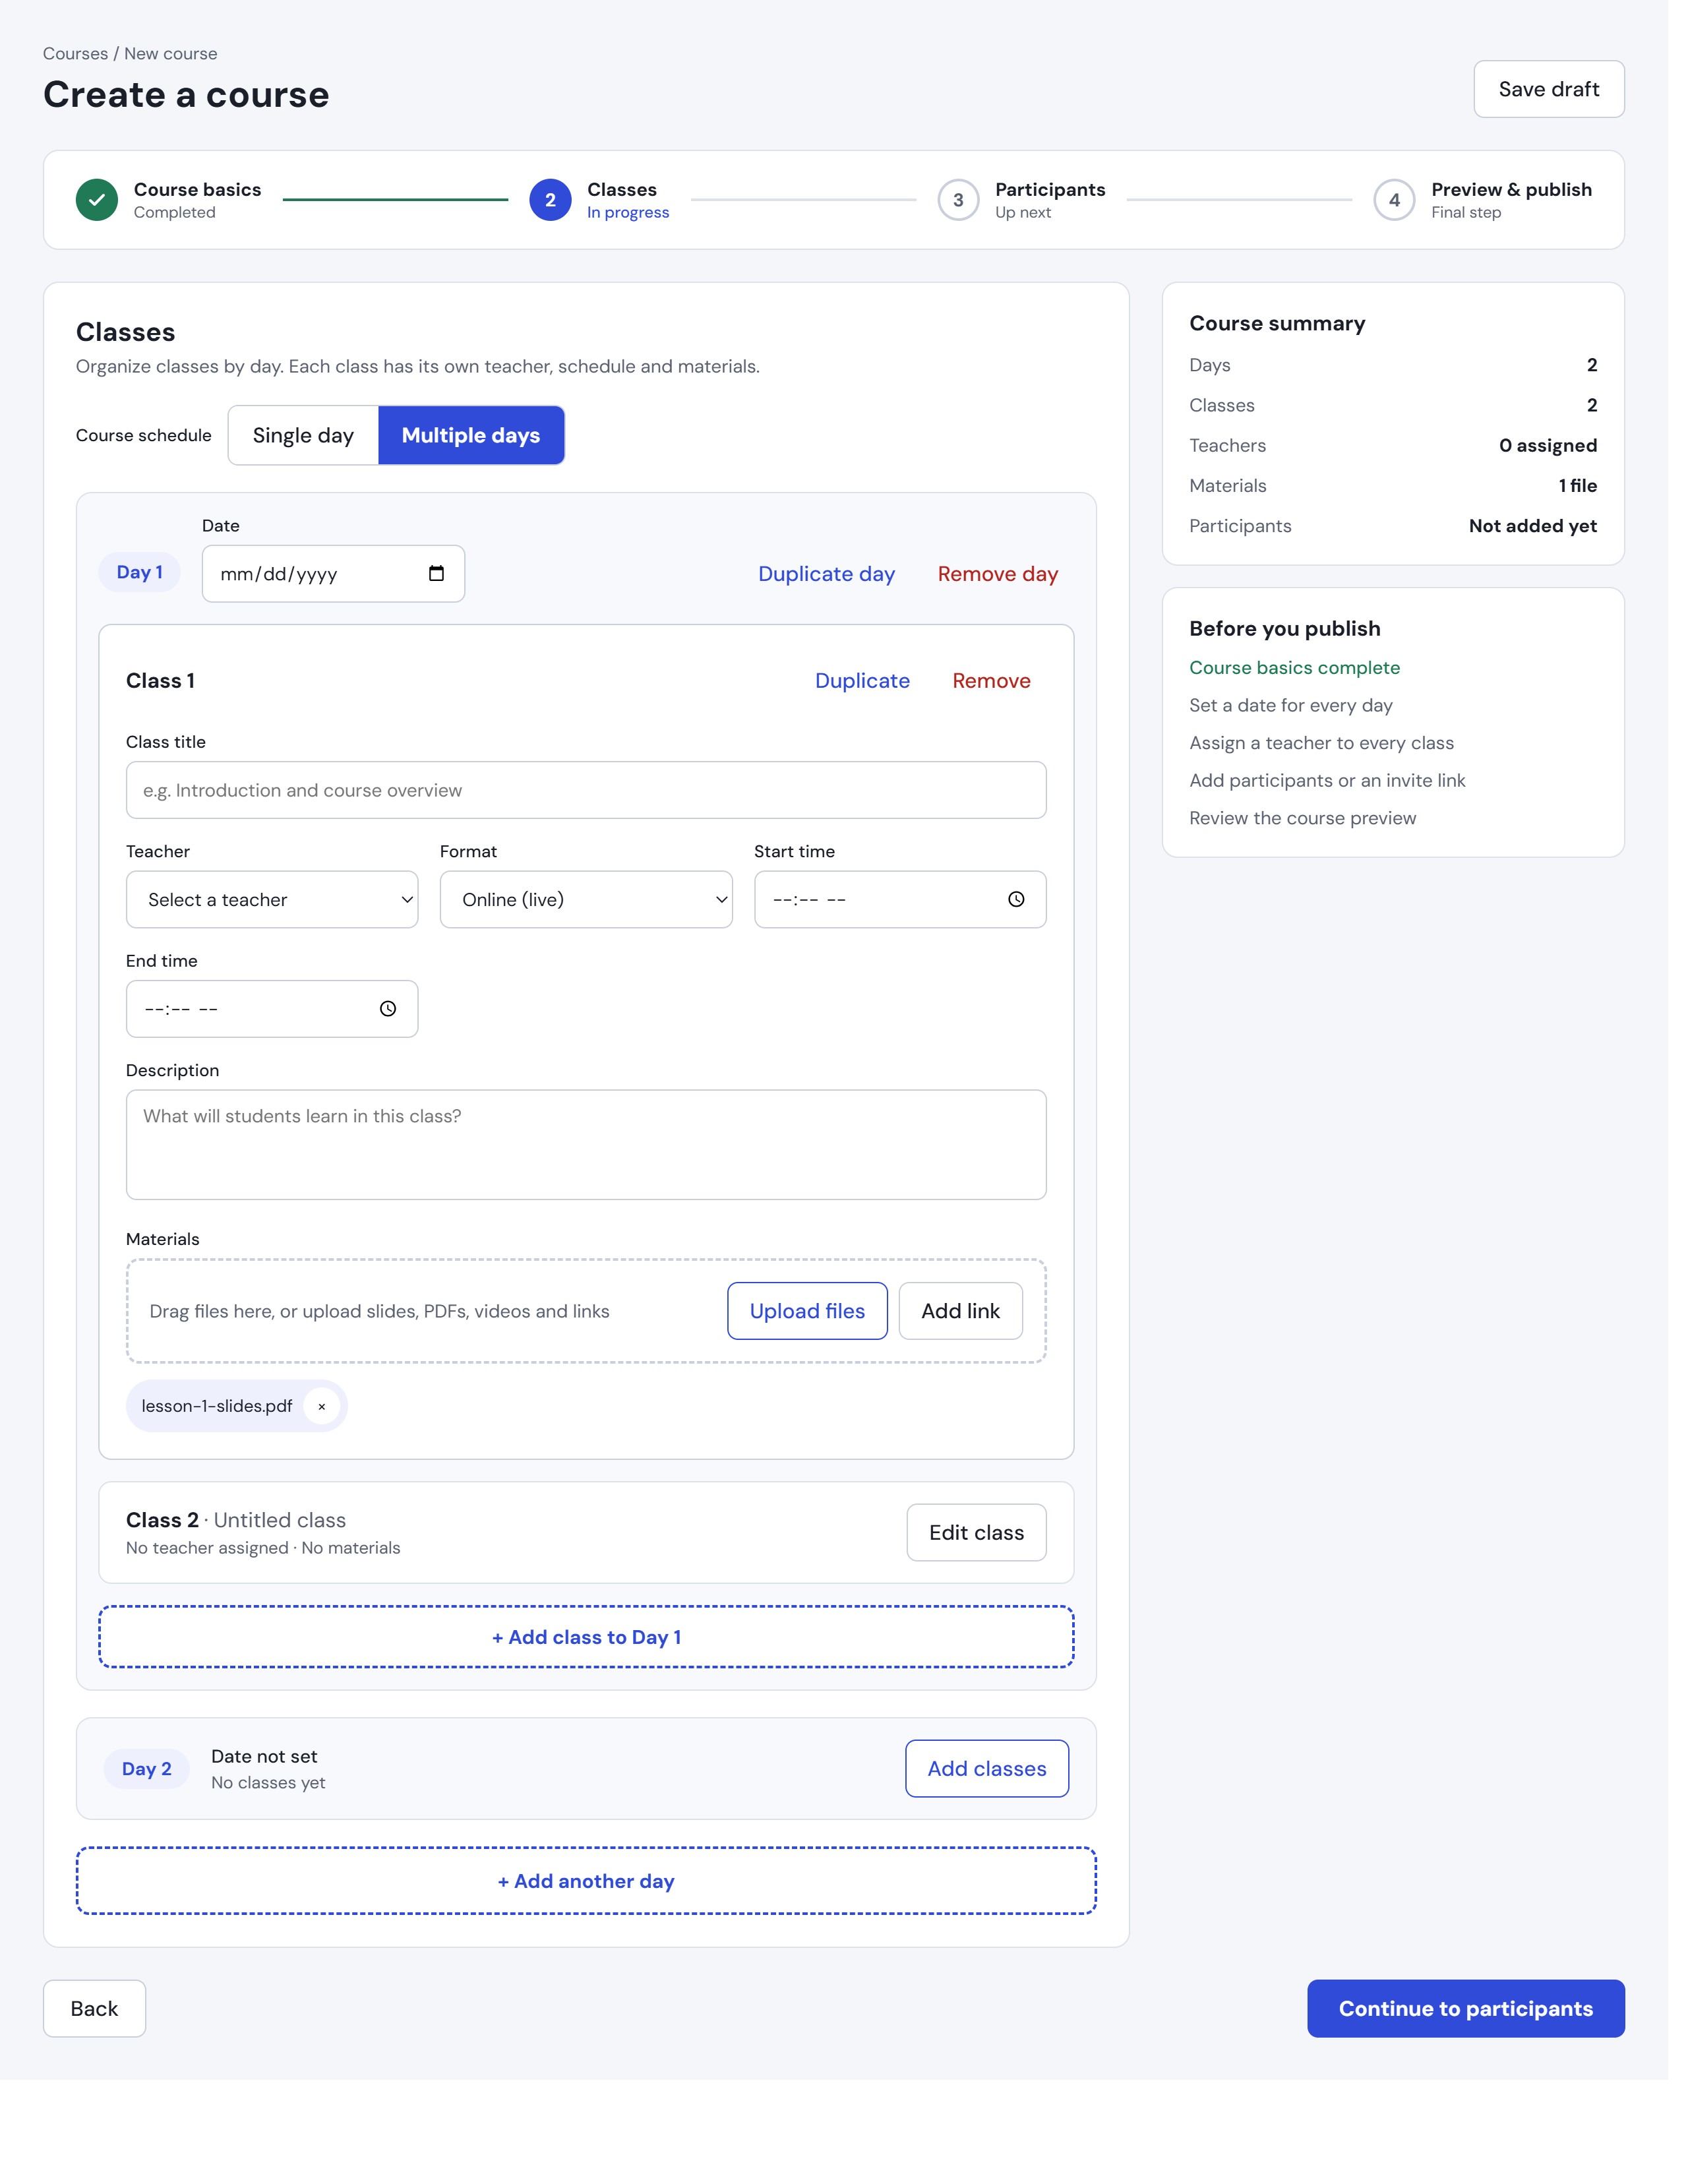 Courses / New course
Create a course
Save draft
Course basics
Completed
2
Classes
In progress
3
Participants
Up next
4
Preview & publish
Final step
Classes
Organize classes by day. Each class has its own teacher, schedule and materials.
Course schedule
Single day
Multiple days
Day 1
Date
mm/dd/yyyy
Duplicate day
Remove day
Class 1
Duplicate
Remove
Class title
e.g. Introduction and course overview
Teacher
Select a teacher
Format
Online (live)
Start time
--:-- --
End time
--:-- --
Description
What will students learn in this class?
Materials
Drag files here, or upload slides, PDFs, videos and links
Upload files
Add link
lesson-1-slides.pdf ×
Class 2 · Untitled class
No teacher assigned · No materials
Edit class
+ Add class to Day 1
Day 2
Date not set
No classes yet
Add classes
+ Add another day
Course summary
Days 2
Classes 2
Teachers 0 assigned
Materials 1 file
Participants Not added yet
Before you publish
Course basics complete
Set a date for every day
Assign a teacher to every class
Add participants or an invite link
Review the course preview
Back
Continue to participants